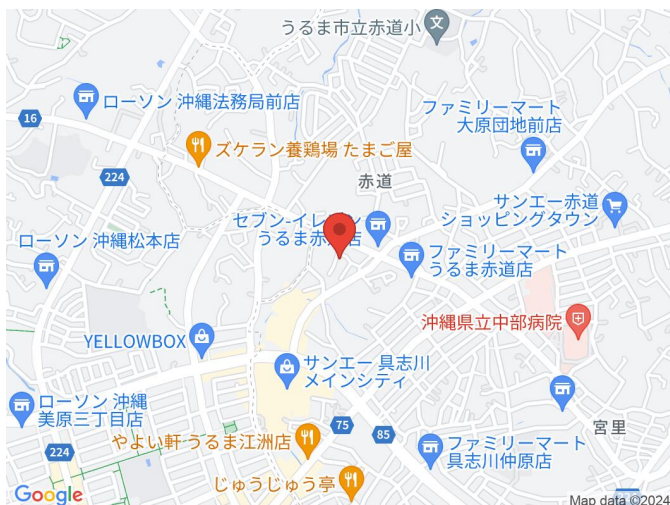 うるま市立赤道小
文
ローソン 沖縄法務局前店
16
ファミリーマート
大原団地前店
ズケラン養鶏場 たまご屋
224
赤道
サンエー赤道
ショッピングタウン
セブン-イレブン
うるま赤道店
ローソン 沖縄松本店
ファミリーマート
うるま赤道店
沖縄県立中部病院
YELLOWBOX
サンエー 具志川
メインシティ
ローソン 沖縄
美原三丁目店
75
85
宮里
やよい軒 うるま江洲店
224
ファミリーマート
具志川仲原店
じゅうじゅう亭
Google
Map data ©2024